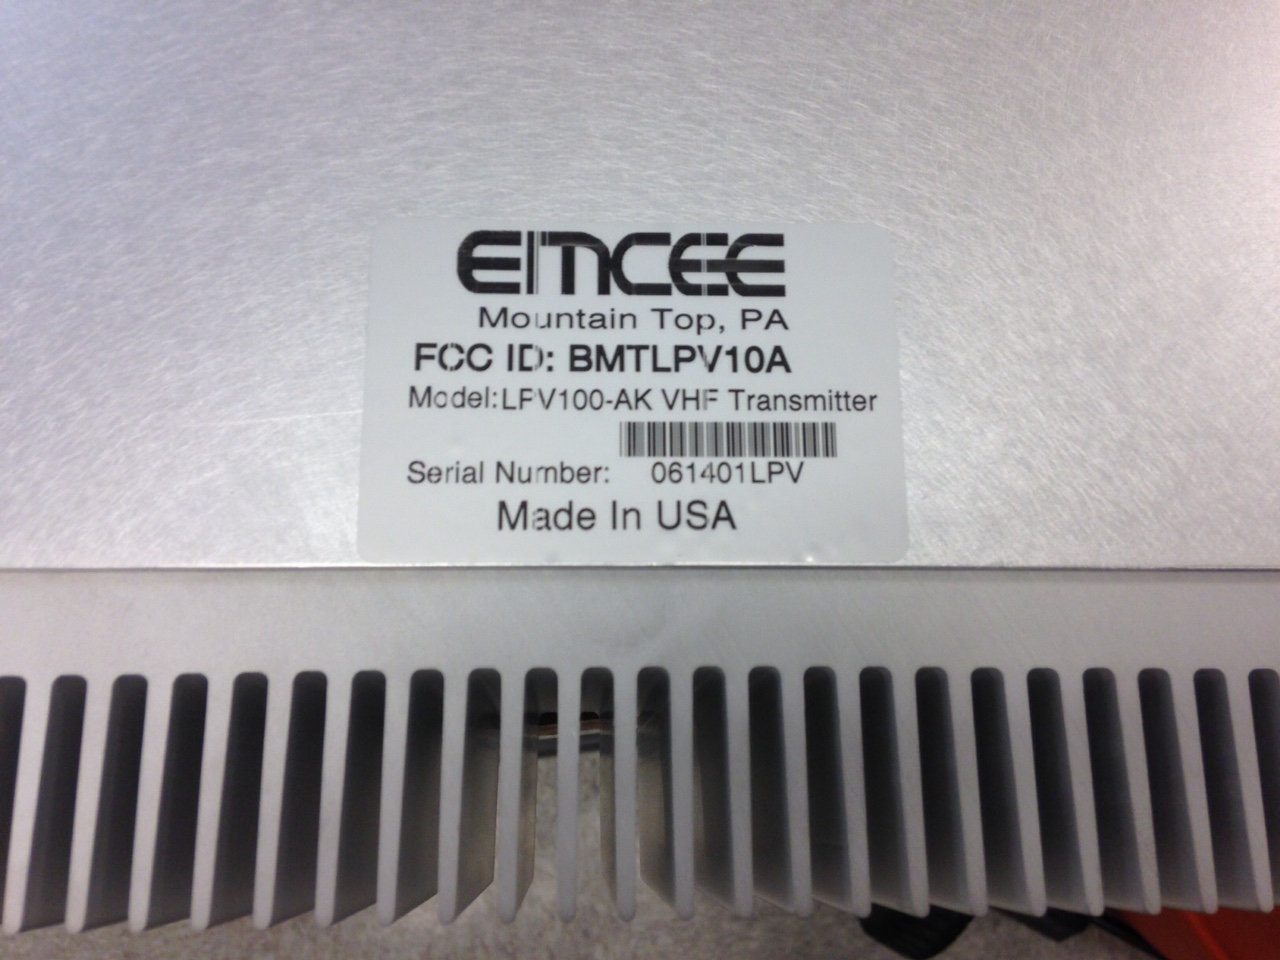 EMCEE
Mountain Top, PA
FCC ID: BMTLPV10A
Model:LPV100-AK VHF Transmitter
Serial Number: 061401LPV
Made In USA